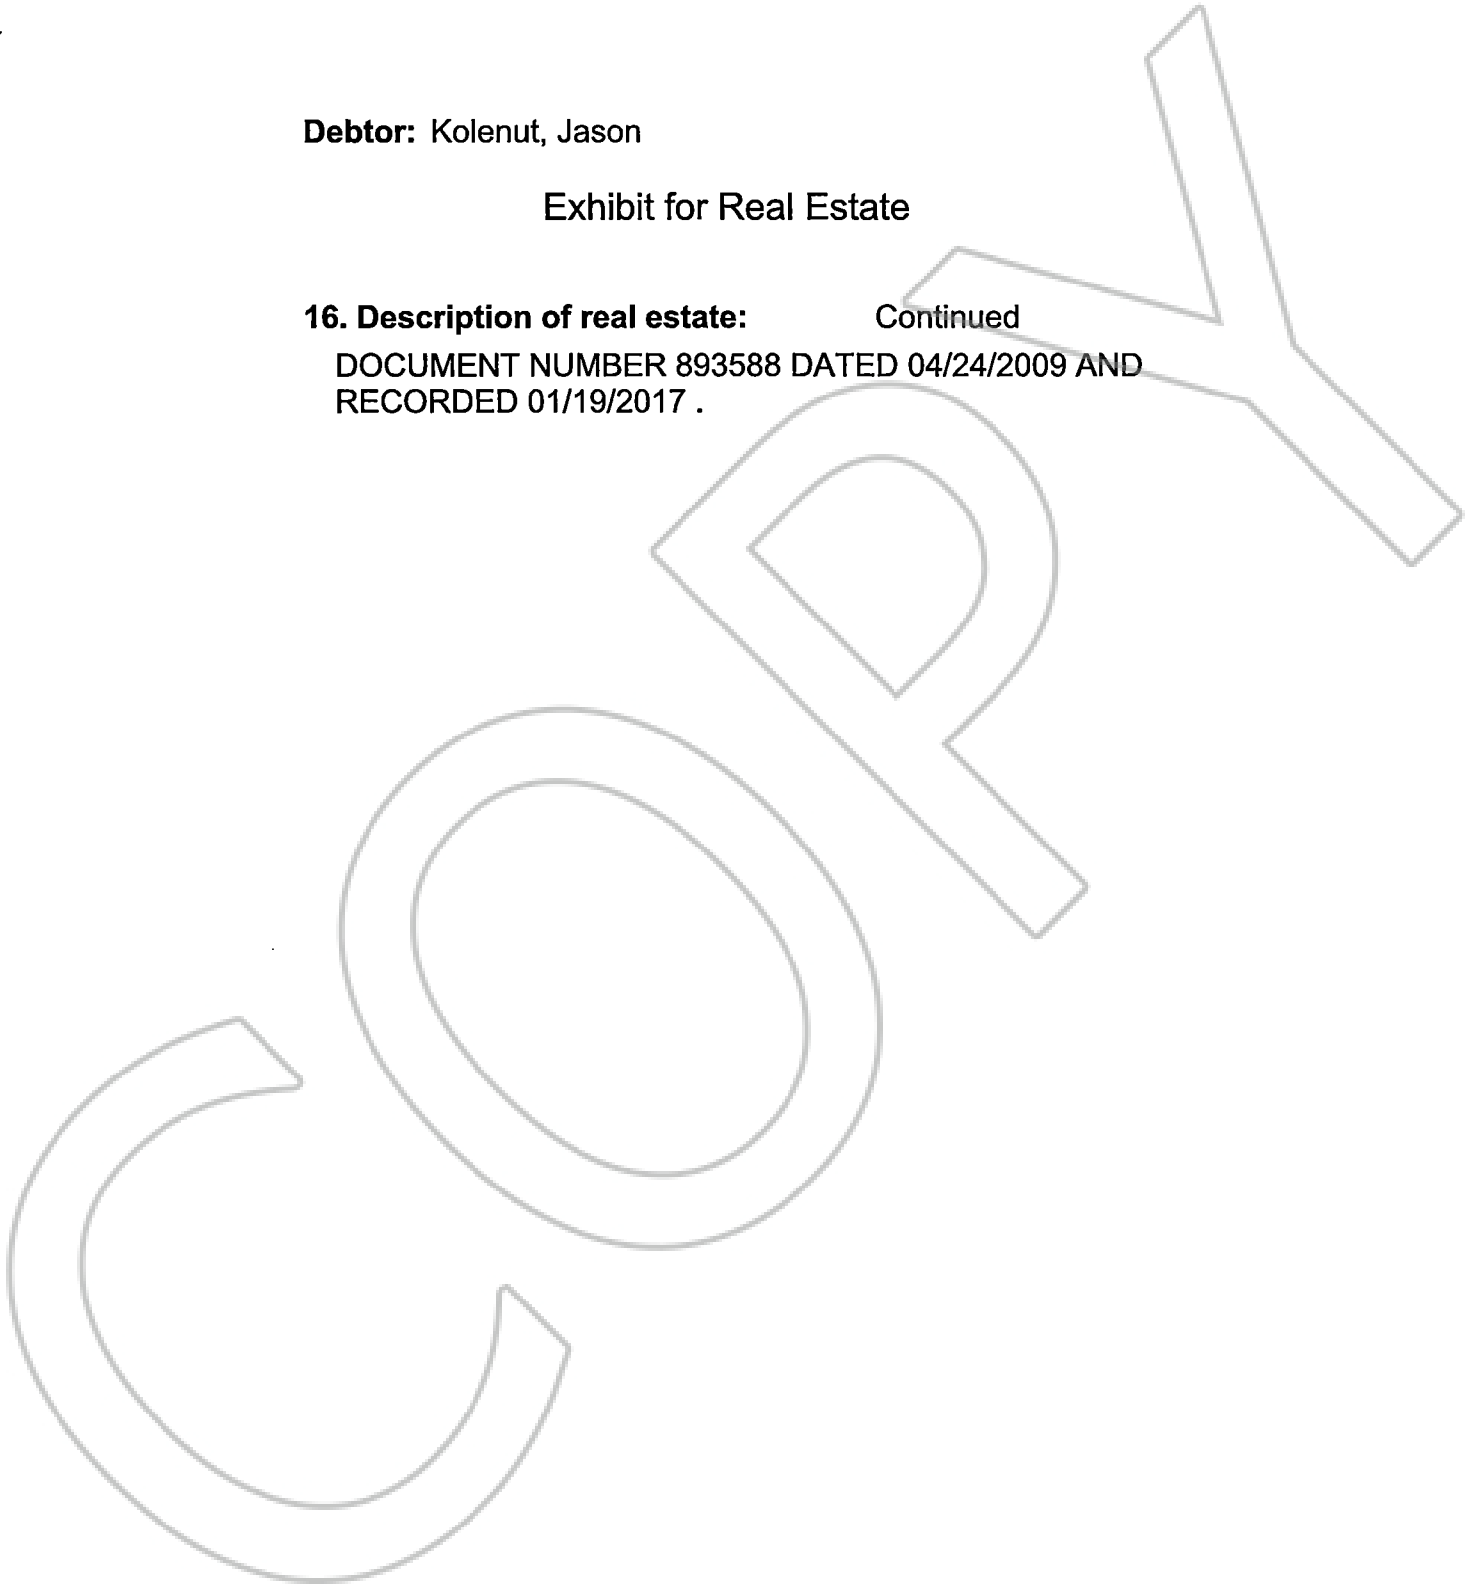 Debtor: Kolenut, Jason
Exhibit for Real Estate
16. Description of real estate: Continued
DOCUMENT NUMBER 893588 DATED 04/24/2009 AND
RECORDED 01/19/2017 .
COPY